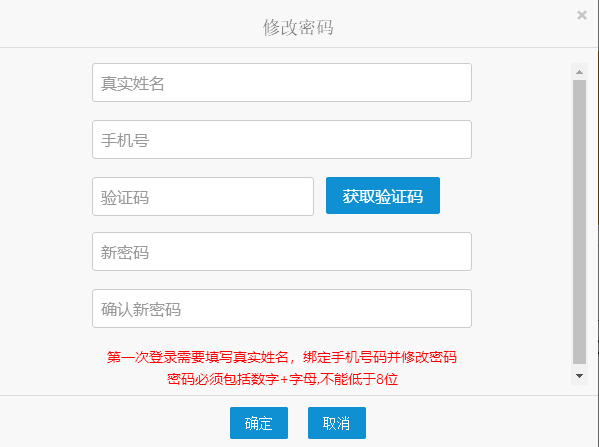 修改密码
×
真实姓名
手机号
验证码
获取验证码
新密码
确认新密码
第一次登录需要填写真实姓名，绑定手机号码并修改密码
密码必须包括数字+字母,不能低于8位
确定
取消